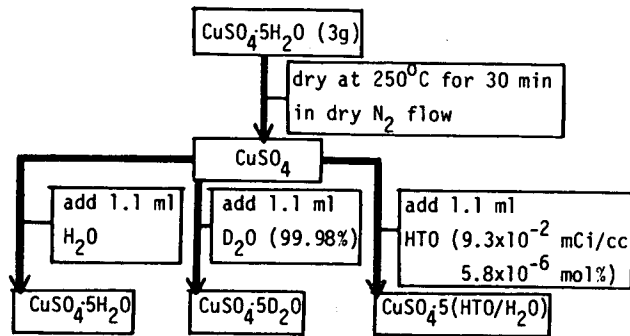 CuSO₄·5H₂O (3g)
dry at 250⁰C for 30 min
in dry N₂ flow
CuSO₄
add 1.1 ml
H₂O
add 1.1 ml
D₂O (99.98%)
add 1.1 ml
HTO (9.3x10⁻² mCi/cc
5.8x10⁻⁶ mol%)
CuSO₄·5H₂O
CuSO₄·5D₂O
CuSO₄·5(HTO/H₂O)